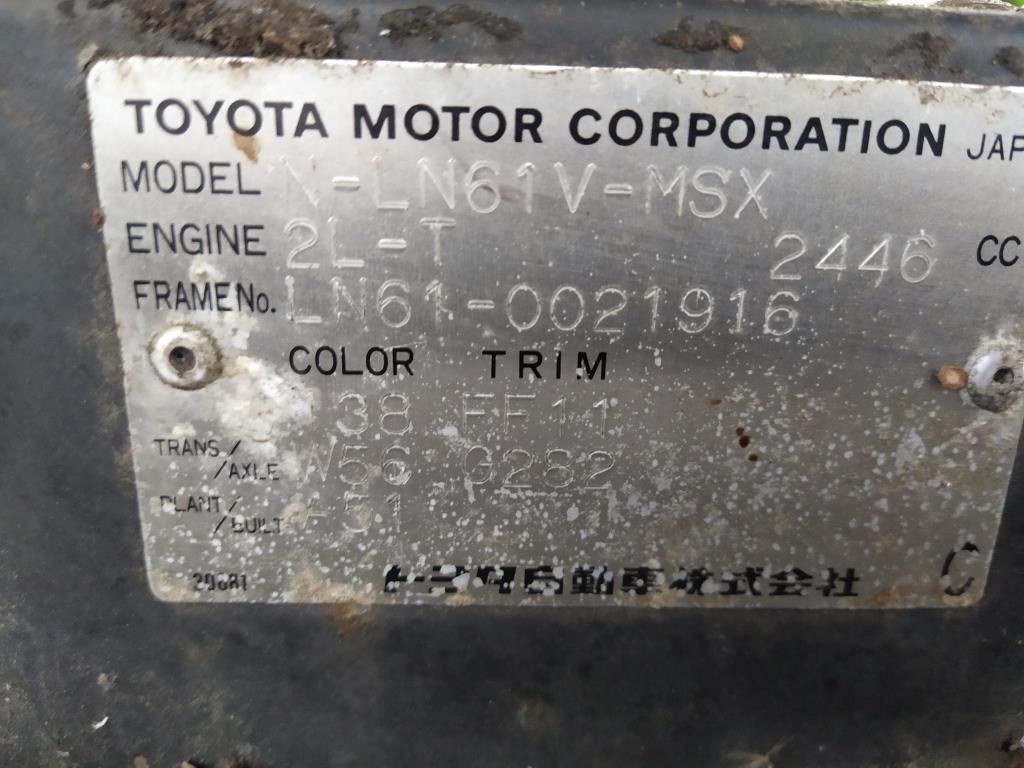 TOYOTA MOTOR CORPORATION JAP
MODEL N-LN61V-MSX
ENGINE 2L-T 2446 CC
FRAME No. LN61-0021916
COLOR TRIM
38 FF11
TRANS/AXLE W56 G282
PLANT/BUILT
トヨタ自動車株式会社 C